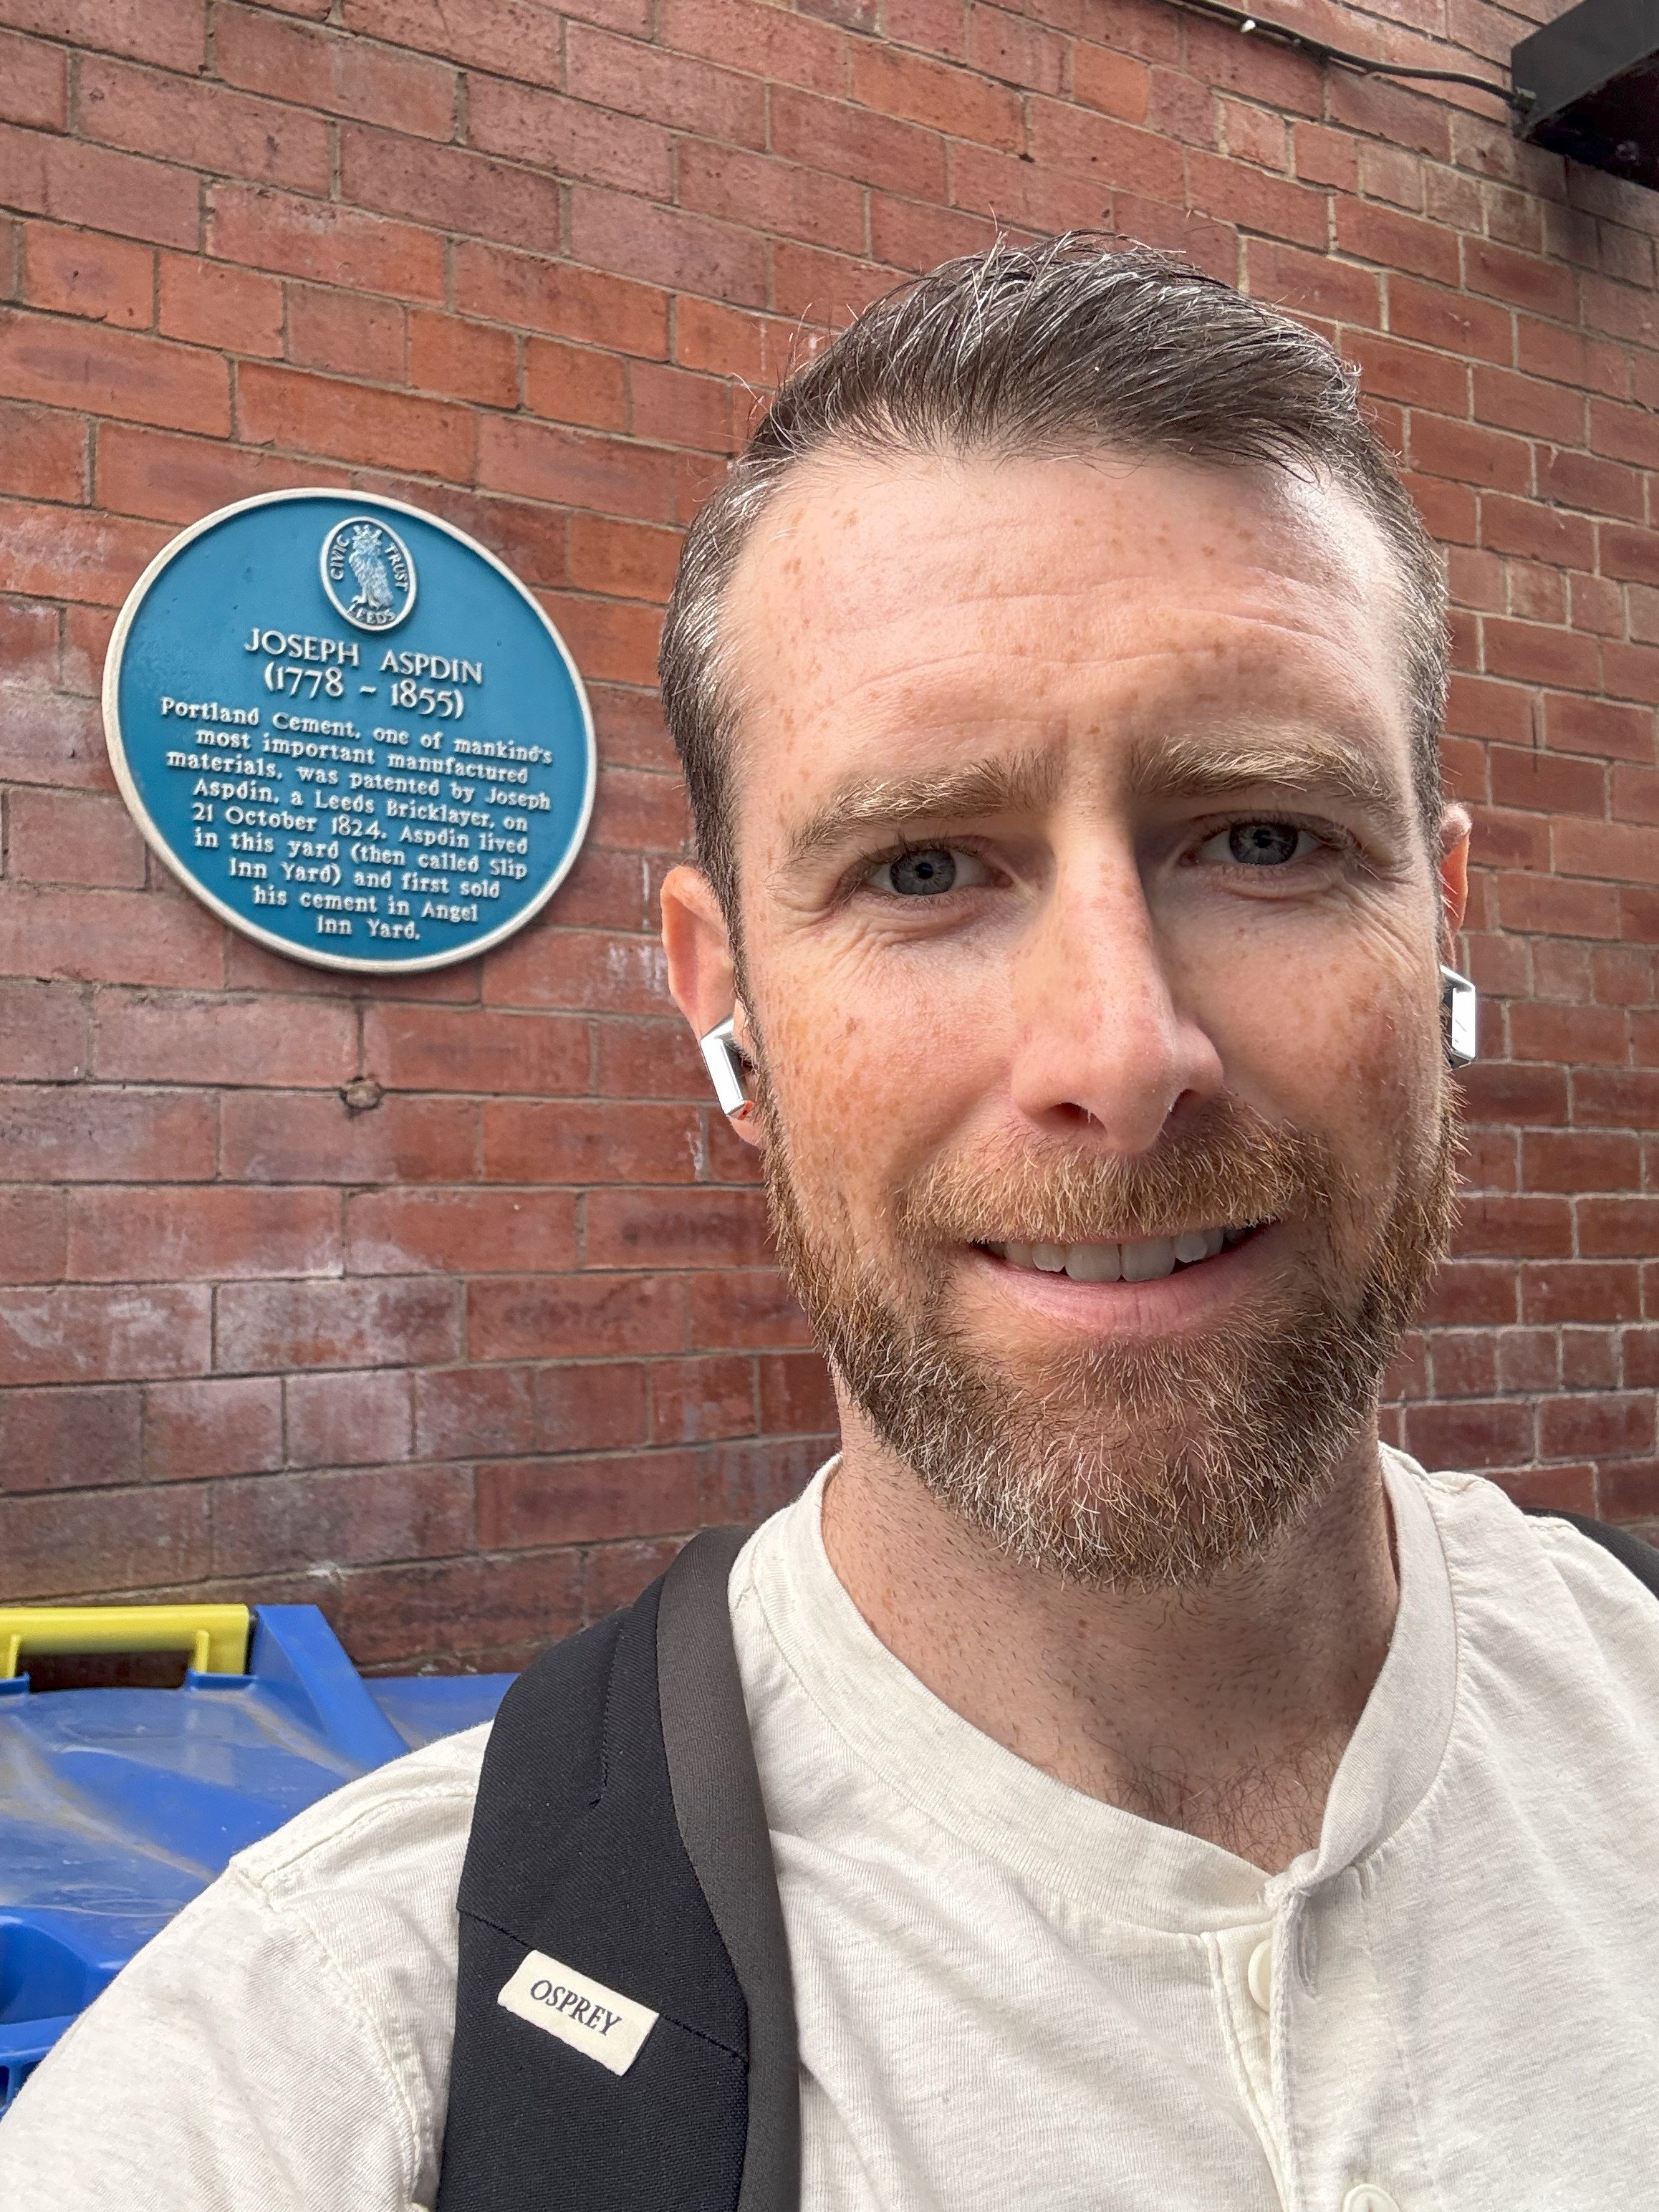 CIVIC TRUST
LEEDS
JOSEPH ASPDIN
(1778 - 1855)
Portland Cement, one of mankind's
most important manufactured
materials, was patented by Joseph
Aspdin, a Leeds Bricklayer, on
21 October 1824. Aspdin lived
in this yard (then called Slip
Inn Yard) and first sold
his cement in Angel
Inn Yard.
OSPREY